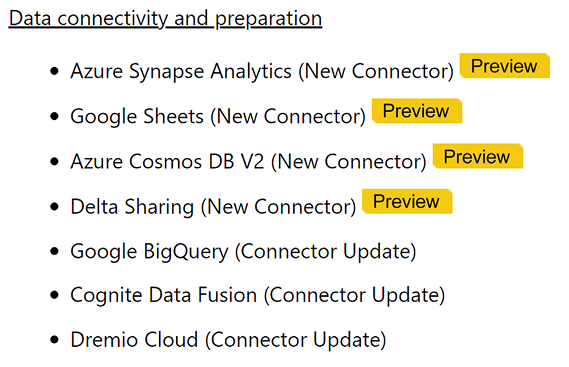 Data connectivity and preparation
Azure Synapse Analytics (New Connector) Preview
Google Sheets (New Connector) Preview
Azure Cosmos DB V2 (New Connector) Preview
Delta Sharing (New Connector) Preview
Google BigQuery (Connector Update)
Cognite Data Fusion (Connector Update)
Dremio Cloud (Connector Update)